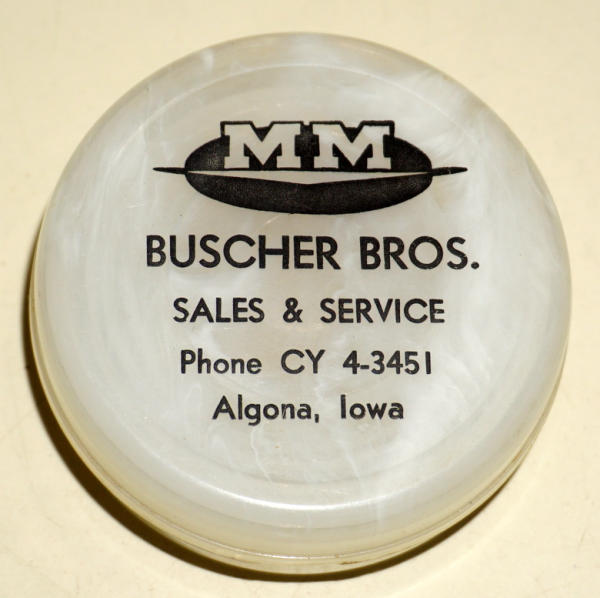 MM
BUSCHER BROS.
SALES & SERVICE
Phone CY 4-3451
Algona, Iowa